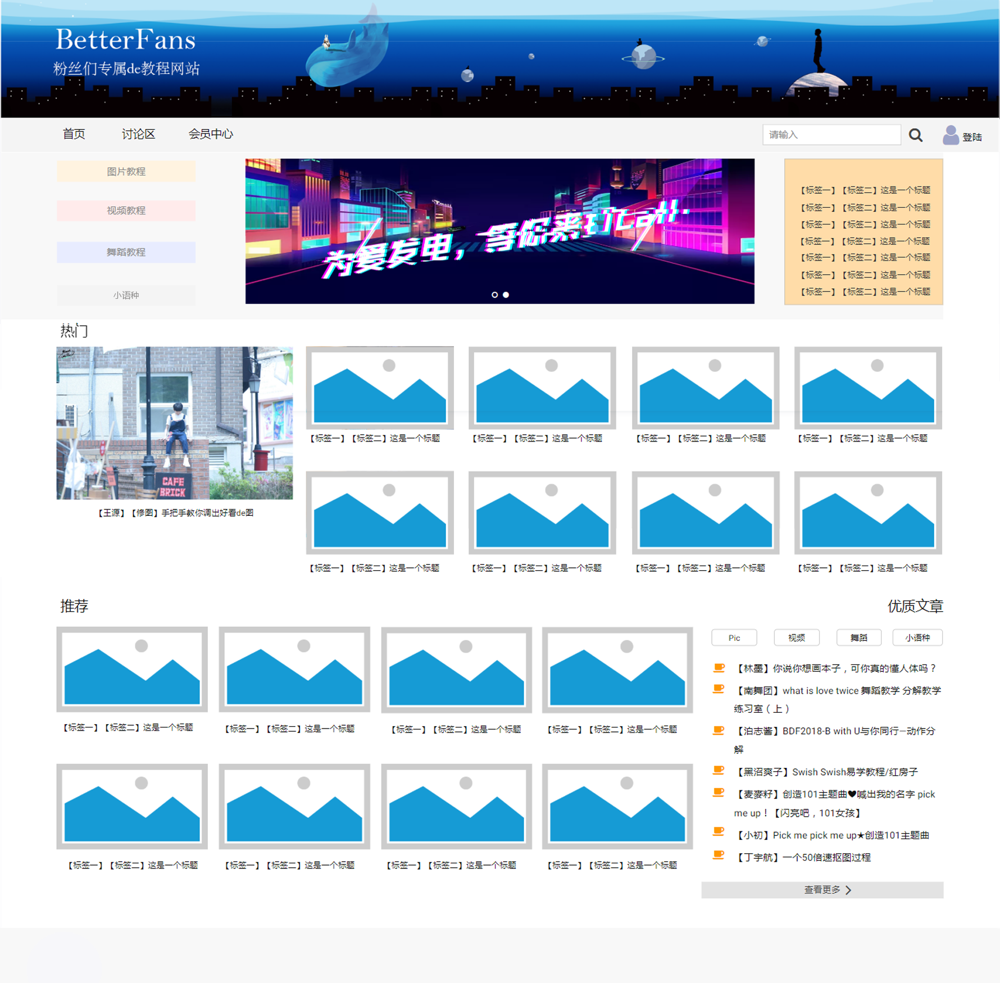 BetterFans
粉丝们专属de教程网站
首页
讨论区
会员中心
请输入
登陆
图片教程
视频教程
舞蹈教程
小语种
为爱发电，等你来打call
【标签一】【标签二】这是一个标题
【标签一】【标签二】这是一个标题
【标签一】【标签二】这是一个标题
【标签一】【标签二】这是一个标题
【标签一】【标签二】这是一个标题
【标签一】【标签二】这是一个标题
【标签一】【标签二】这是一个标题
热门
CAFE
BRICK
【王源】【修图】手把手教你调出好看de图
【标签一】【标签二】这是一个标题
【标签一】【标签二】这是一个标题
【标签一】【标签二】这是一个标题
【标签一】【标签二】这是一个标题
【标签一】【标签二】这是一个标题
【标签一】【标签二】这是一个标题
【标签一】【标签二】这是一个标题
【标签一】【标签二】这是一个标题
推荐
【标签一】【标签二】这是一个标题
【标签一】【标签二】这是一个标题
【标签一】【标签二】这是一个标题
【标签一】【标签二】这是一个标题
【标签一】【标签二】这是一个标题
【标签一】【标签二】这是一个标题
【标签一】【标签二】这是一个标题
【标签一】【标签二】这是一个标题
优质文章
Pic
视频
舞蹈
小语种
【林墨】你说你想画本子，可你真的懂人体吗？
【南舞团】what is love twice 舞蹈教学 分解教学
练习室（上）
【泊志酱】BDF2018-B with U与你同行—动作分
解
【黑沼爽子】Swish Swish易学教程/红房子
【麦麥籽】创造101主题曲♥喊出我的名字 pick
me up！【闪亮吧，101女孩】
【小初】Pick me pick me up★创造101主题曲
【丁宇航】一个50倍速抠图过程
查看更多